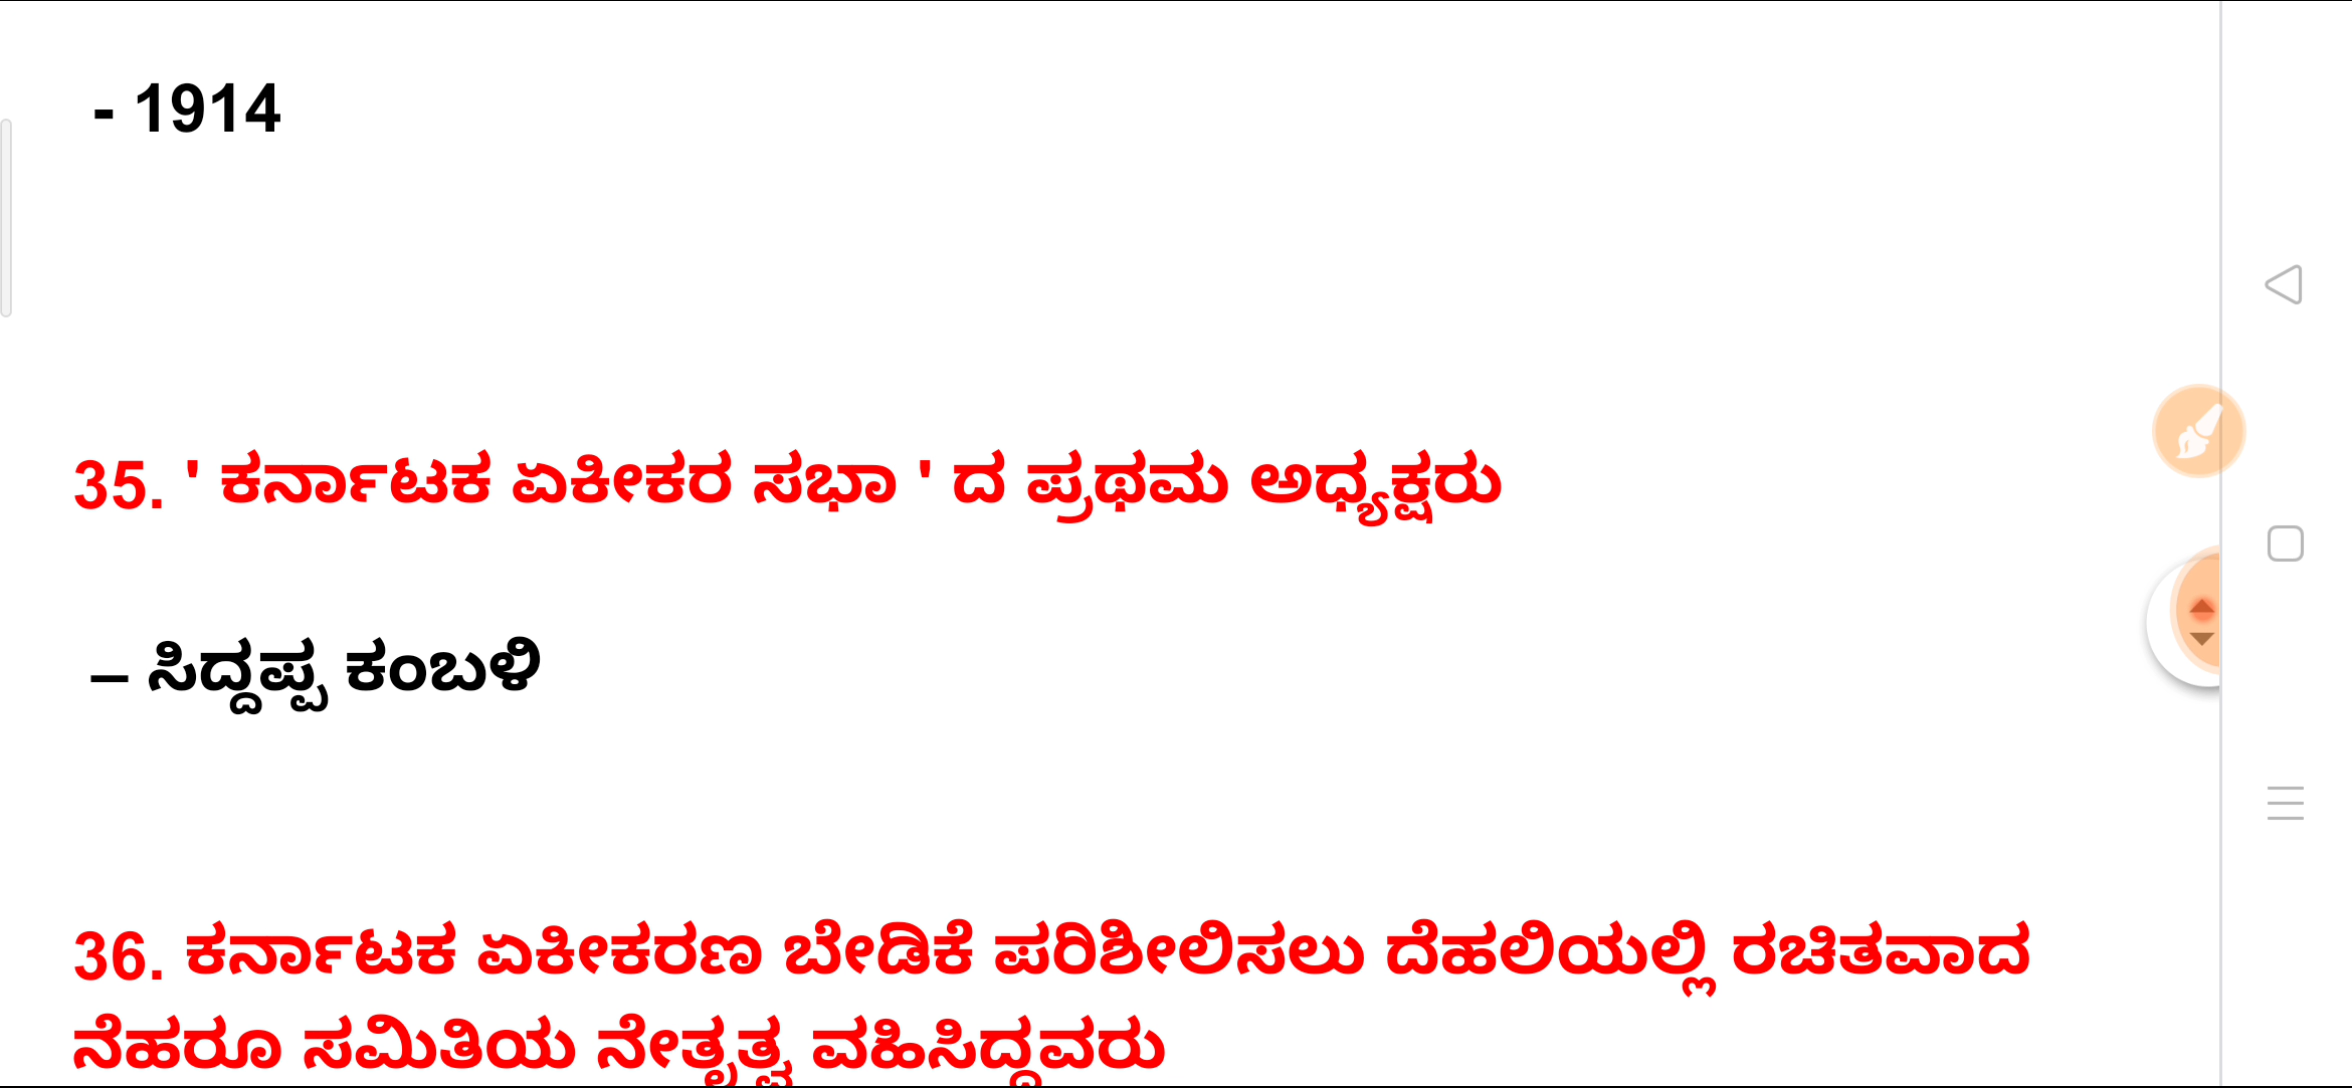 - 1914
35. ' ಕರ್ನಾಟಕ ಏಕೀಕರ ಸಭಾ ' ದ ಪ್ರಥಮ ಅಧ್ಯಕ್ಷರು
– ಸಿದ್ದಪ್ಪ ಕಂಬಳಿ
36. ಕರ್ನಾಟಕ ಏಕೀಕರಣ ಬೇಡಿಕೆ ಪರಿಶೀಲಿಸಲು ದೆಹಲಿಯಲ್ಲಿ ರಚಿತವಾದ
ನೆಹರೂ ಸಮಿತಿಯ ನೇತೃತ್ವ ವಹಿಸಿದ್ದವರು